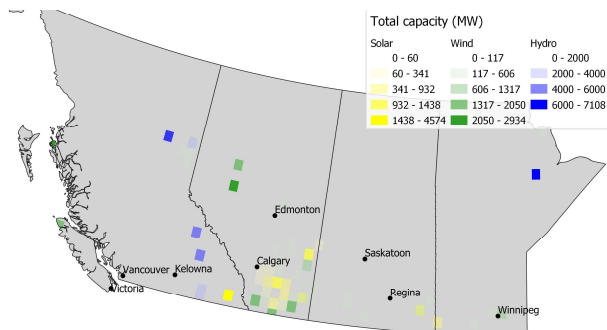 Total capacity (MW)
Solar Wind Hydro
0 - 60 0 - 117 0 - 2000
60 - 341 117 - 606 2000 - 4000
341 - 932 606 - 1317 4000 - 6000
932 - 1438 1317 - 2050 6000 - 7108
1438 - 4574 2050 - 2934
Edmonton
Saskatoon
Calgary
Vancouver Kelowna
Victoria
Regina
Winnipeg